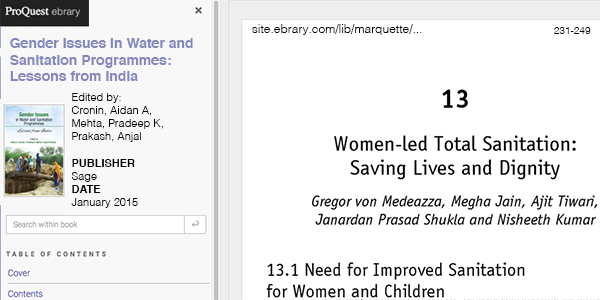 ProQuest ebrary
×
Gender Issues in Water and
Sanitation Programmes:
Lessons from India
Gender Issues
in Water and Sanitation
Programmes
Lessons from India
Edited by:
Cronin, Aidan A,
Mehta, Pradeep K,
Prakash, Anjal
PUBLISHER
Sage
DATE
January 2015
Search within book
TABLE OF CONTENTS
Cover
Contents
site.ebrary.com/lib/marquette/...
231-249
13
Women-led Total Sanitation:
Saving Lives and Dignity
Gregor von Medeazza, Megha Jain, Ajit Tiwari,
Janardan Prasad Shukla and Nisheeth Kumar
13.1 Need for Improved Sanitation
for Women and Children